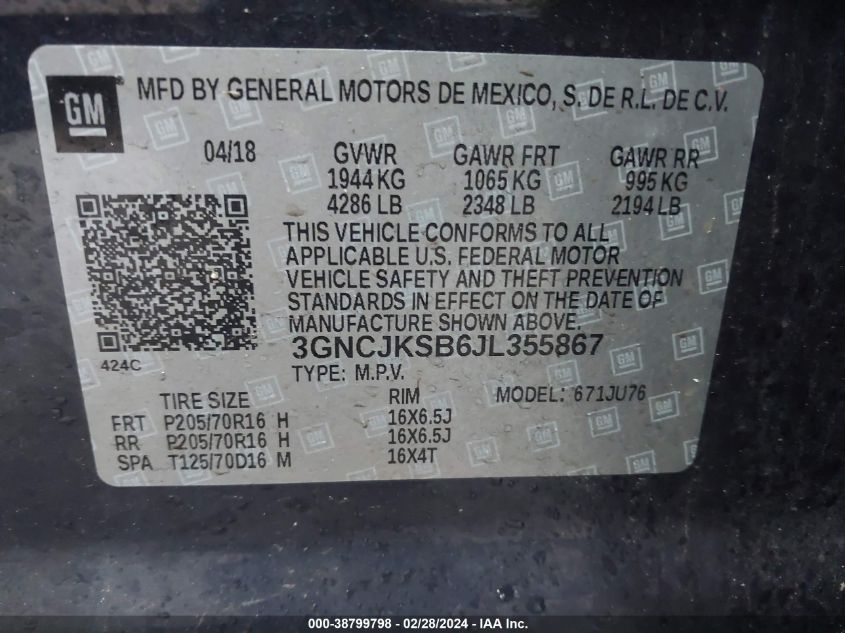 GM MFD BY GENERAL MOTORS DE MEXICO, S. DE R.L. DE C.V.
04/18 GVWR GAWR FRT GAWR RR
1944 KG 1065 KG 995 KG
4286 LB 2348 LB 2194 LB
THIS VEHICLE CONFORMS TO ALL
APPLICABLE U.S. FEDERAL MOTOR
VEHICLE SAFETY AND THEFT PREVENTION
STANDARDS IN EFFECT ON THE DATE OF
MANUFACTURE SHOWN ABOVE.
424C
3GNCJKSB6JL355867
TYPE: M.P.V.
TIRE SIZE RIM MODEL: 671JU76
FRT P205/70R16 H 16X6.5J
RR P205/70R16 H 16X6.5J
SPA T125/70D16 M 16X4T
000-38799798 - 02/28/2024 - IAAI.com